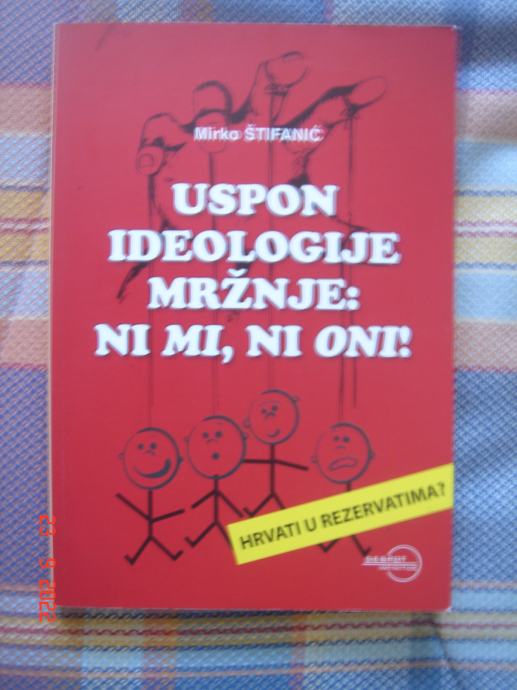 Mirko ŠTIFANIĆ
USPON
IDEOLOGIJE
MRŽNJE:
NI MI, NI ONI!
HRVATI U REZERVATIMA?
23 9 2022